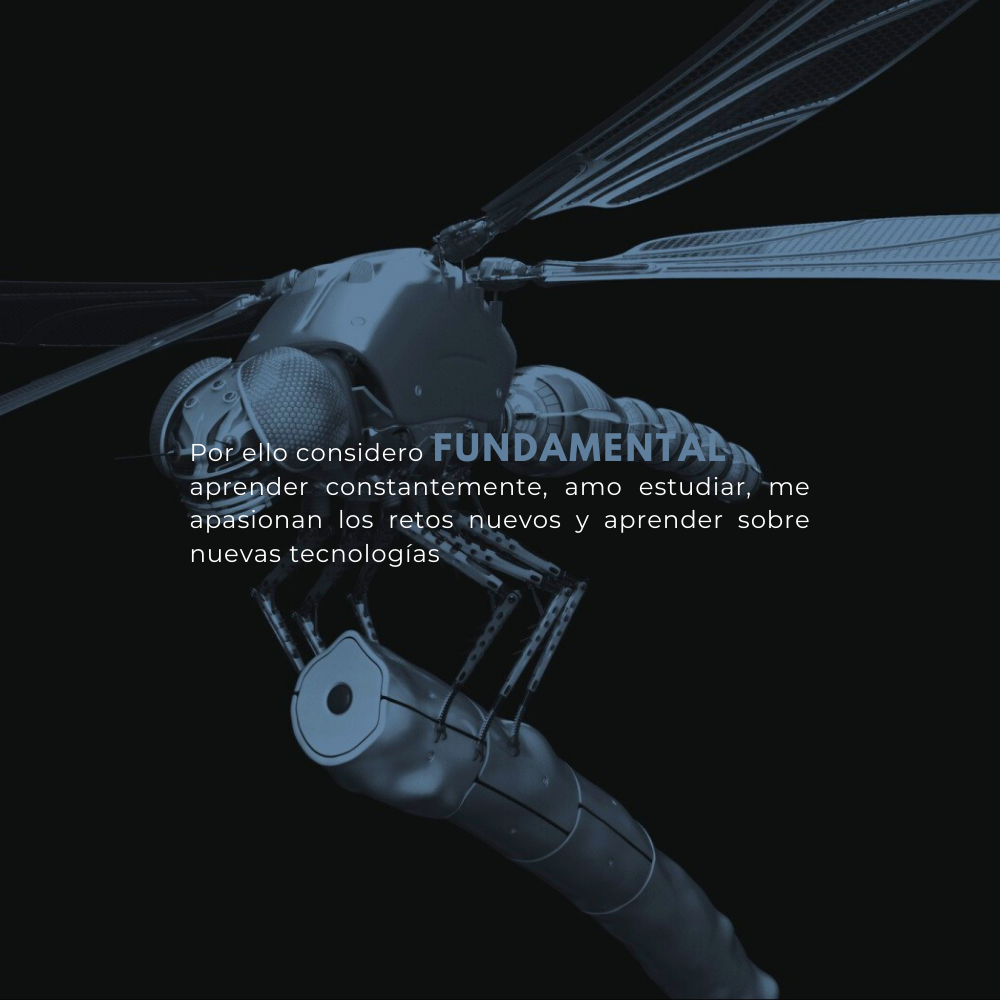 Por ello considero FUNDAMENTAL
aprender constantemente, amo estudiar, me
apasionan los retos nuevos y aprender sobre
nuevas tecnologías